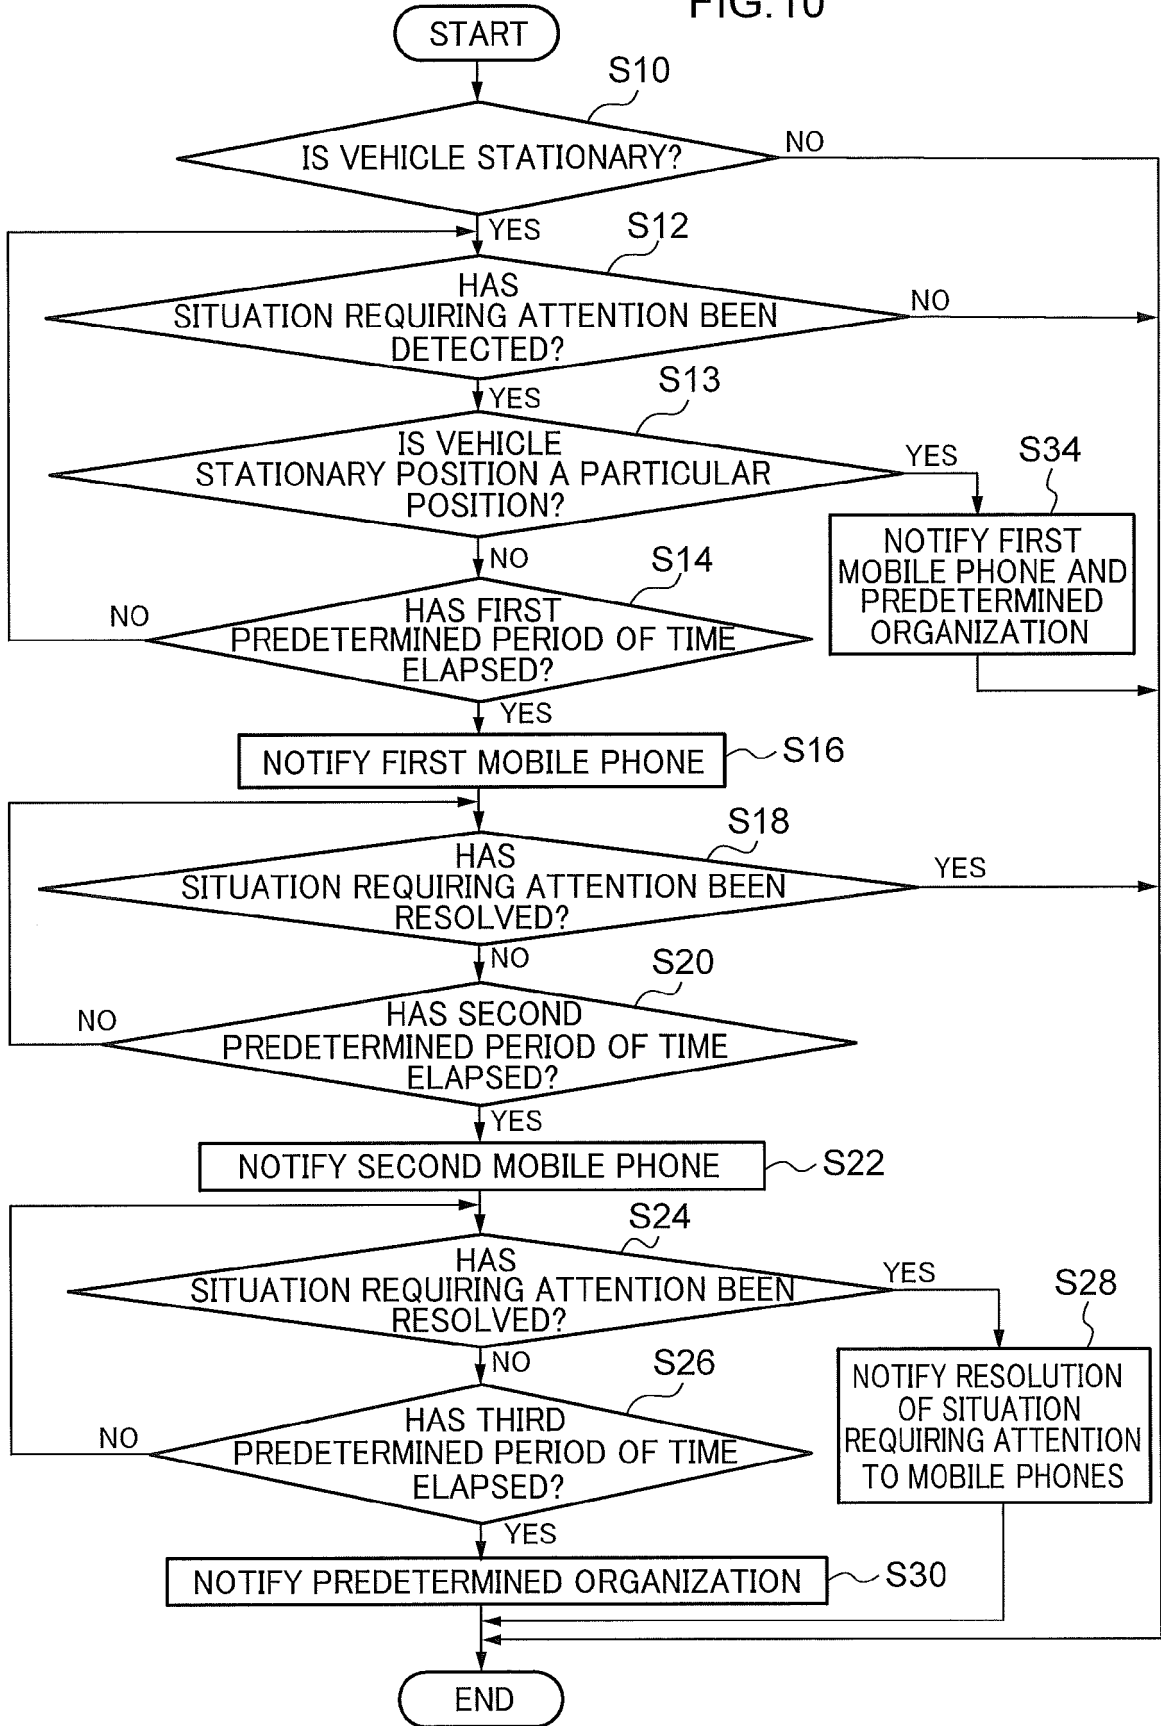 FIG. 10
START
S10
IS VEHICLE STATIONARY?
NO
YES
S12
HAS
SITUATION REQUIRING ATTENTION BEEN
DETECTED?
NO
YES
S13
IS VEHICLE
STATIONARY POSITION A PARTICULAR
POSITION?
YES
S34
NOTIFY FIRST
MOBILE PHONE AND
PREDETERMINED
ORGANIZATION
NO
S14
HAS FIRST
PREDETERMINED PERIOD OF TIME
ELAPSED?
NO
YES
NOTIFY FIRST MOBILE PHONE
S16
S18
HAS
SITUATION REQUIRING ATTENTION BEEN
RESOLVED?
YES
NO
S20
HAS SECOND
PREDETERMINED PERIOD OF TIME
ELAPSED?
NO
YES
NOTIFY SECOND MOBILE PHONE
S22
S24
HAS
SITUATION REQUIRING ATTENTION BEEN
RESOLVED?
YES
S28
NOTIFY RESOLUTION
OF SITUATION
REQUIRING ATTENTION
TO MOBILE PHONES
NO
S26
HAS THIRD
PREDETERMINED PERIOD OF TIME
ELAPSED?
NO
YES
NOTIFY PREDETERMINED ORGANIZATION
S30
END